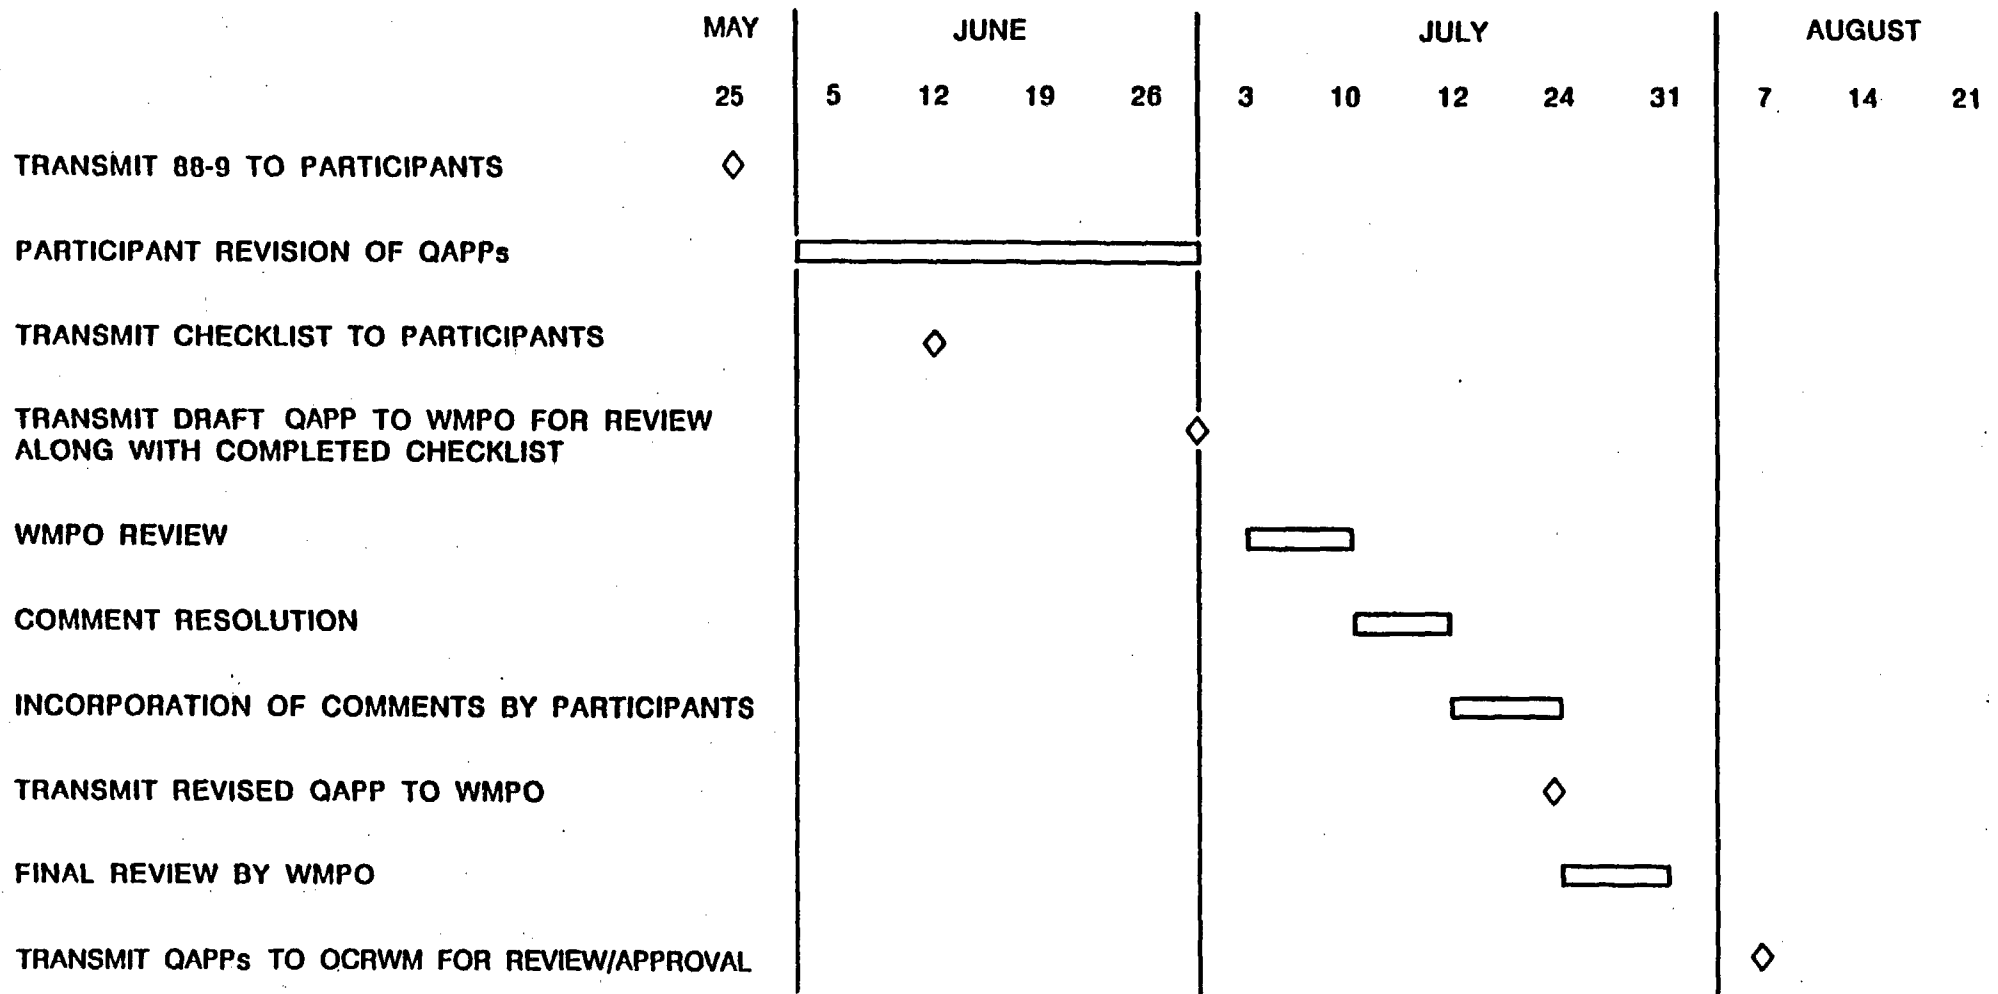 MAY JUNE JULY AUGUST
25 5 12 19 26 3 10 12 24 31 7 14 21
TRANSMIT 88-9 TO PARTICIPANTS
PARTICIPANT REVISION OF QAPPs
TRANSMIT CHECKLIST TO PARTICIPANTS
TRANSMIT DRAFT QAPP TO WMPO FOR REVIEW
ALONG WITH COMPLETED CHECKLIST
WMPO REVIEW
COMMENT RESOLUTION
INCORPORATION OF COMMENTS BY PARTICIPANTS
TRANSMIT REVISED QAPP TO WMPO
FINAL REVIEW BY WMPO
TRANSMIT QAPPs TO OCRWM FOR REVIEW/APPROVAL